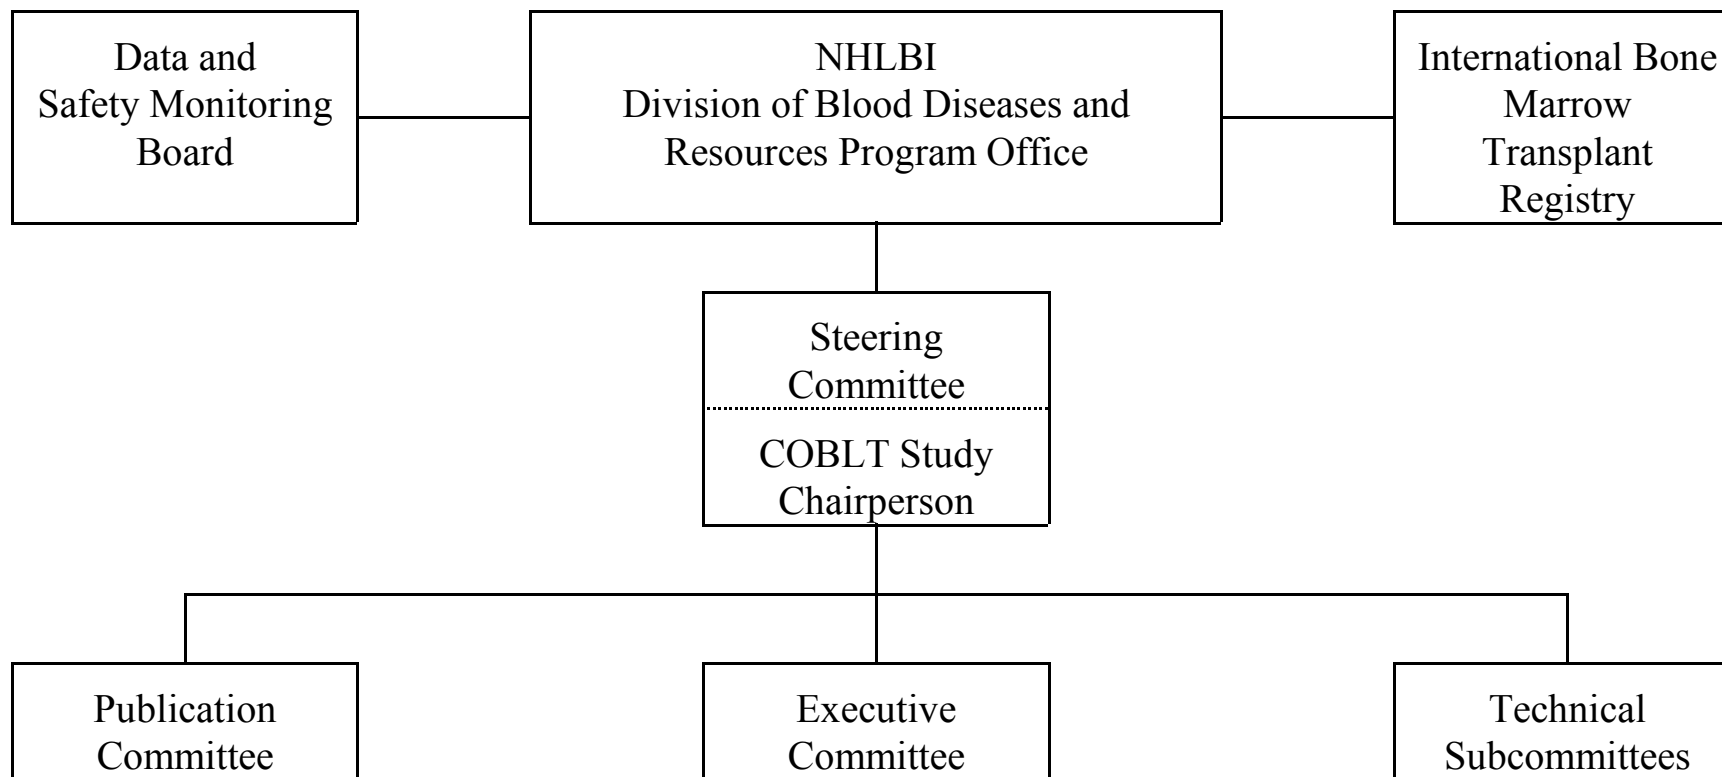 Data and
Safety Monitoring
Board
NHLBI
Division of Blood Diseases and
Resources Program Office
International Bone
Marrow
Transplant
Registry
Steering
Committee
COBLT Study
Chairperson
Publication
Committee
Executive
Committee
Technical
Subcommittees